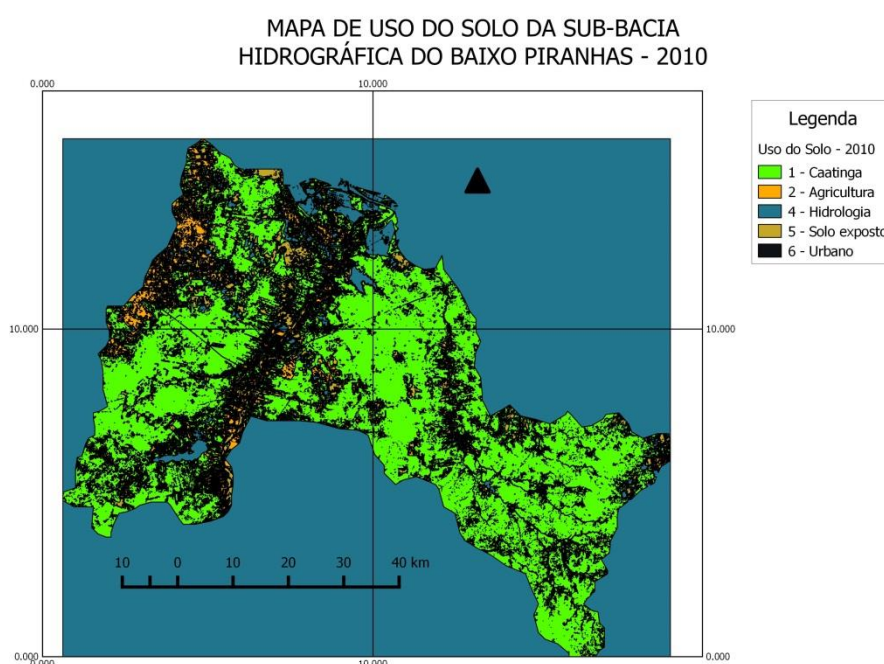 MAPA DE USO DO SOLO DA SUB-BACIA
HIDROGRÁFICA DO BAIXO PIRANHAS - 2010
0.000
10.000
Legenda
Uso do Solo - 2010
1 - Caatinga
2 - Agricultura
4 - Hidrologia
5 - Solo exposto
6 - Urbano
10.000
10.000
10 0 10 20 30 40 km
0.000
0.000
0.000
10.000